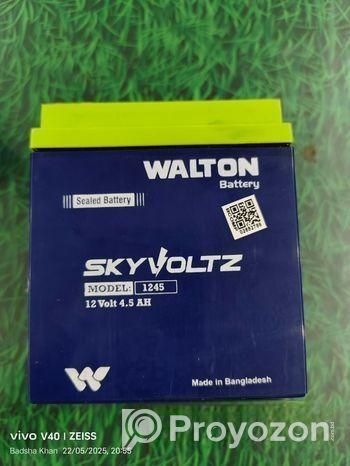 WALTON
Battery
Sealed Battery
SKYVOLTZ
MODEL: 1245
12 Volt 4.5 AH
W
Made in Bangladesh
vivo V40 | ZEISS
Badsha Khan 22/05/2025, 20:55
Proyozon